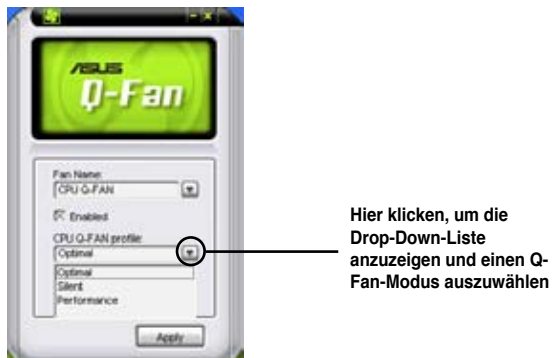 ASUS
Q-Fan
Fan Name:
CPU Q-FAN
Enabled
CPU Q-FAN profile:
Optimal
Optimal
Silent
Performance
Apply
Hier klicken, um die
Drop-Down-Liste
anzuzeigen und einen Q-
Fan-Modus auszuwählen